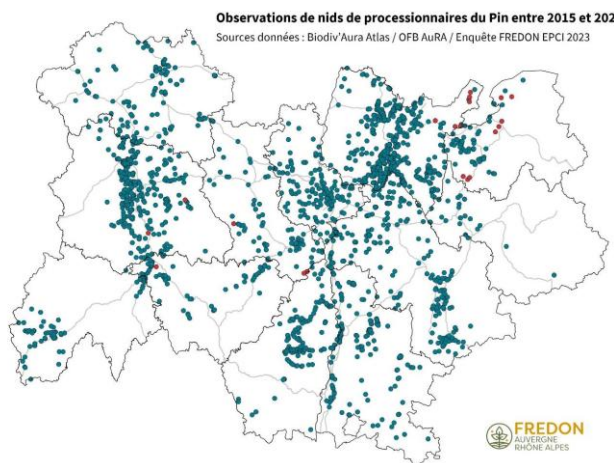 Observations de nids de processionnaires du Pin entre 2015 et 202
Sources données : Biodiv'Aura Atlas / OFB AuRA / Enquête FREDON EPCI 2023
FREDON
AUVERGNE
RHÔNE ALPES